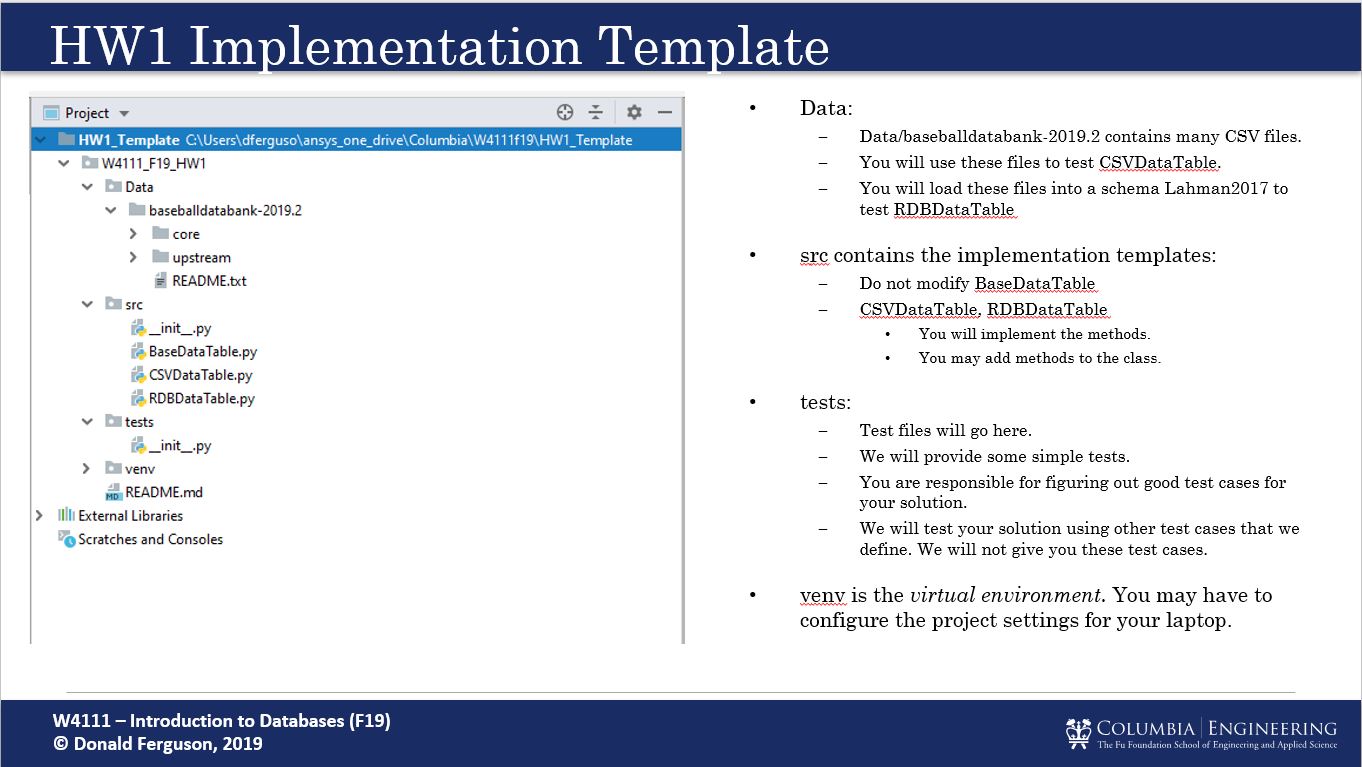 HW1 Implementation Template
Project
HW1_Template C:\Users\dferguso\ansys_one_drive\Columbia\W4111f19\HW1_Template
W4111_F19_HW1
Data
baseballdatabank-2019.2
core
upstream
README.txt
src
__init__.py
BaseDataTable.py
CSVDataTable.py
RDBDataTable.py
tests
__init__.py
venv
MD README.md
External Libraries
Scratches and Consoles
• Data:
– Data/baseballdatabank-2019.2 contains many CSV files.
– You will use these files to test CSVDataTable.
– You will load these files into a schema Lahman2017 to
test RDBDataTable
• src contains the implementation templates:
– Do not modify BaseDataTable
– CSVDataTable, RDBDataTable
• You will implement the methods.
• You may add methods to the class.
• tests:
– Test files will go here.
– We will provide some simple tests.
– You are responsible for figuring out good test cases for
your solution.
– We will test your solution using other test cases that we
define. We will not give you these test cases.
• venv is the virtual environment. You may have to
configure the project settings for your laptop.
W4111 – Introduction to Databases (F19)
© Donald Ferguson, 2019
COLUMBIA | ENGINEERING
The Fu Foundation School of Engineering and Applied Science